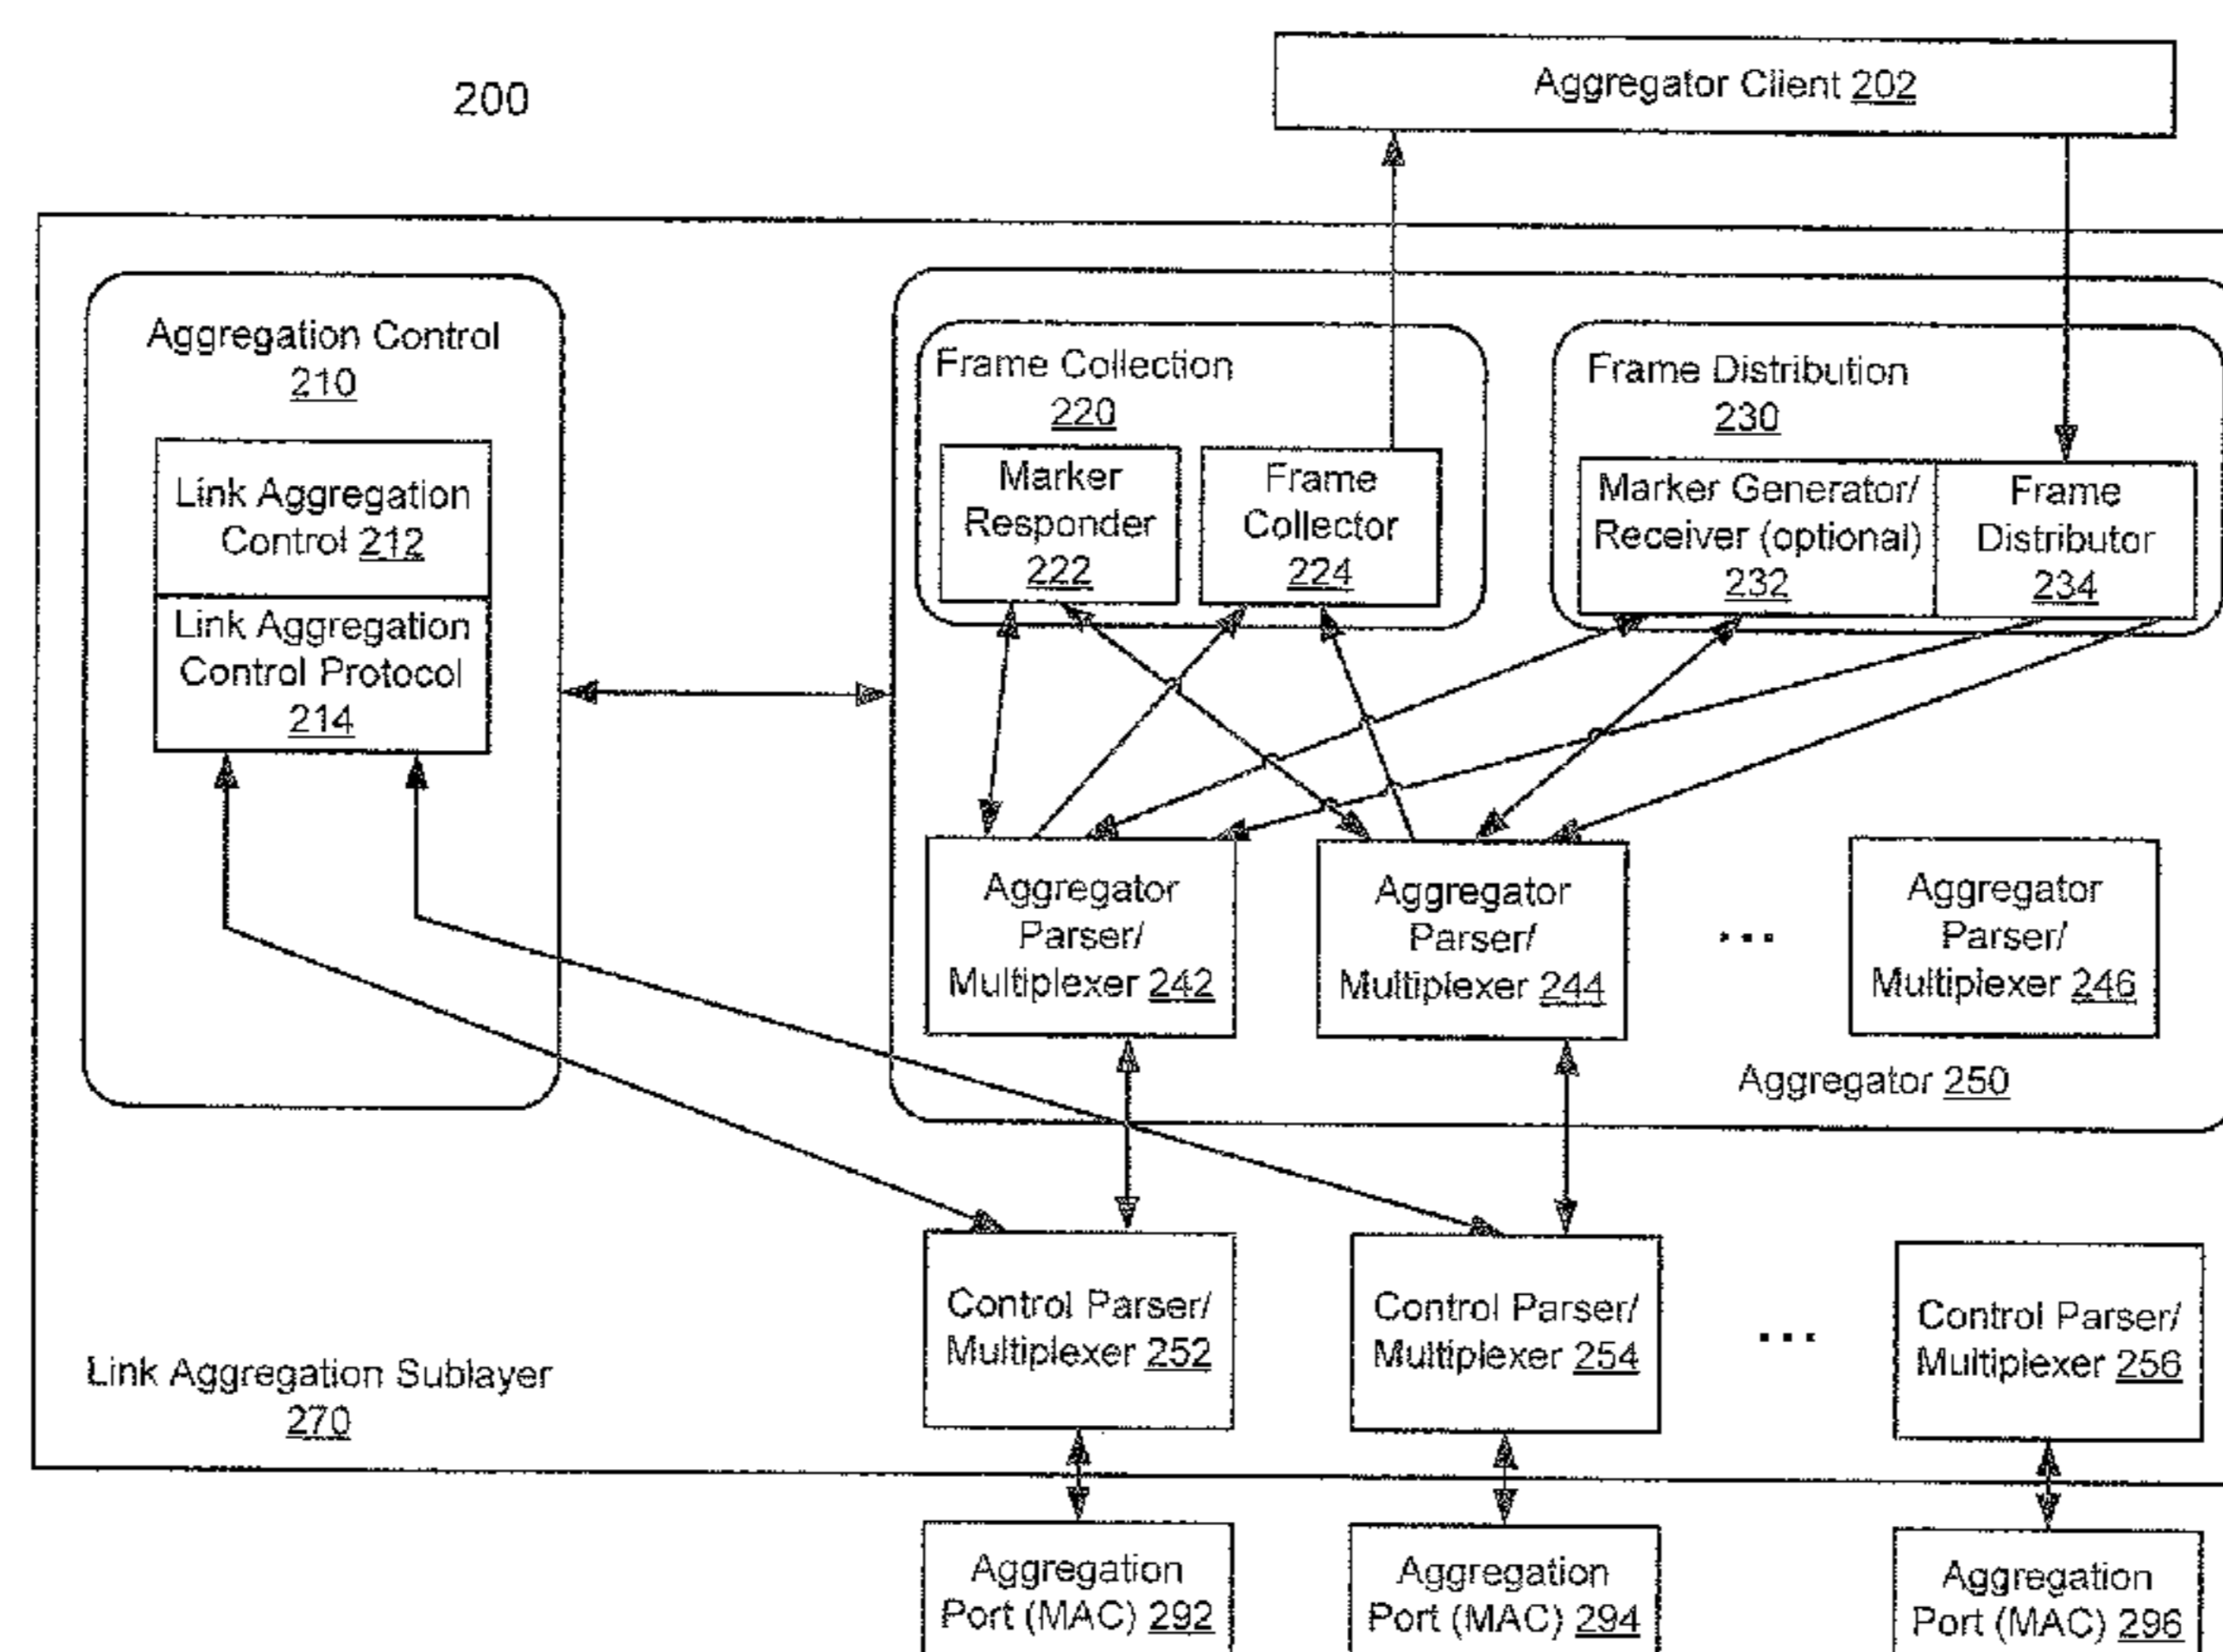 200
Aggregator Client 202
Aggregation Control
210
Link Aggregation
Control 212
Link Aggregation
Control Protocol
214
Frame Collection
220
Marker
Responder
222
Frame
Collector
224
Frame Distribution
230
Marker Generator/
Receiver (optional)
232
Frame
Distributor
234
Aggregator
Parser/
Multiplexer 242
Aggregator
Parser/
Multiplexer 244
...
Aggregator
Parser/
Multiplexer 246
Aggregator 250
Control Parser/
Multiplexer 252
Control Parser/
Multiplexer 254
...
Control Parser/
Multiplexer 256
Link Aggregation Sublayer
270
Aggregation
Port (MAC) 292
Aggregation
Port (MAC) 294
Aggregation
Port (MAC) 296